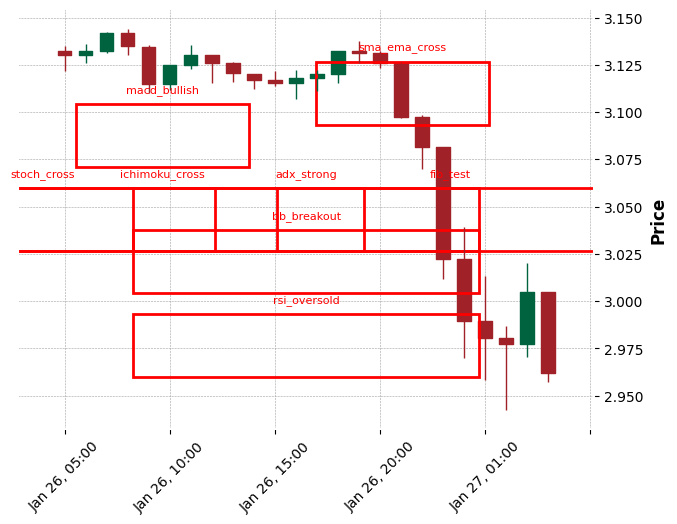 3.150
sma_ema_cross
3.125
macd_bullish
3.100
3.075
stoch_cross ichimoku_cross adx_strong
3.050
bb_breakout
Price
3.025
rsi_oversold
3.000
2.975
2.950
Jan 26, 05:00
Jan 26, 10:00
Jan 26, 15:00
Jan 26, 20:00
Jan 27, 01:00